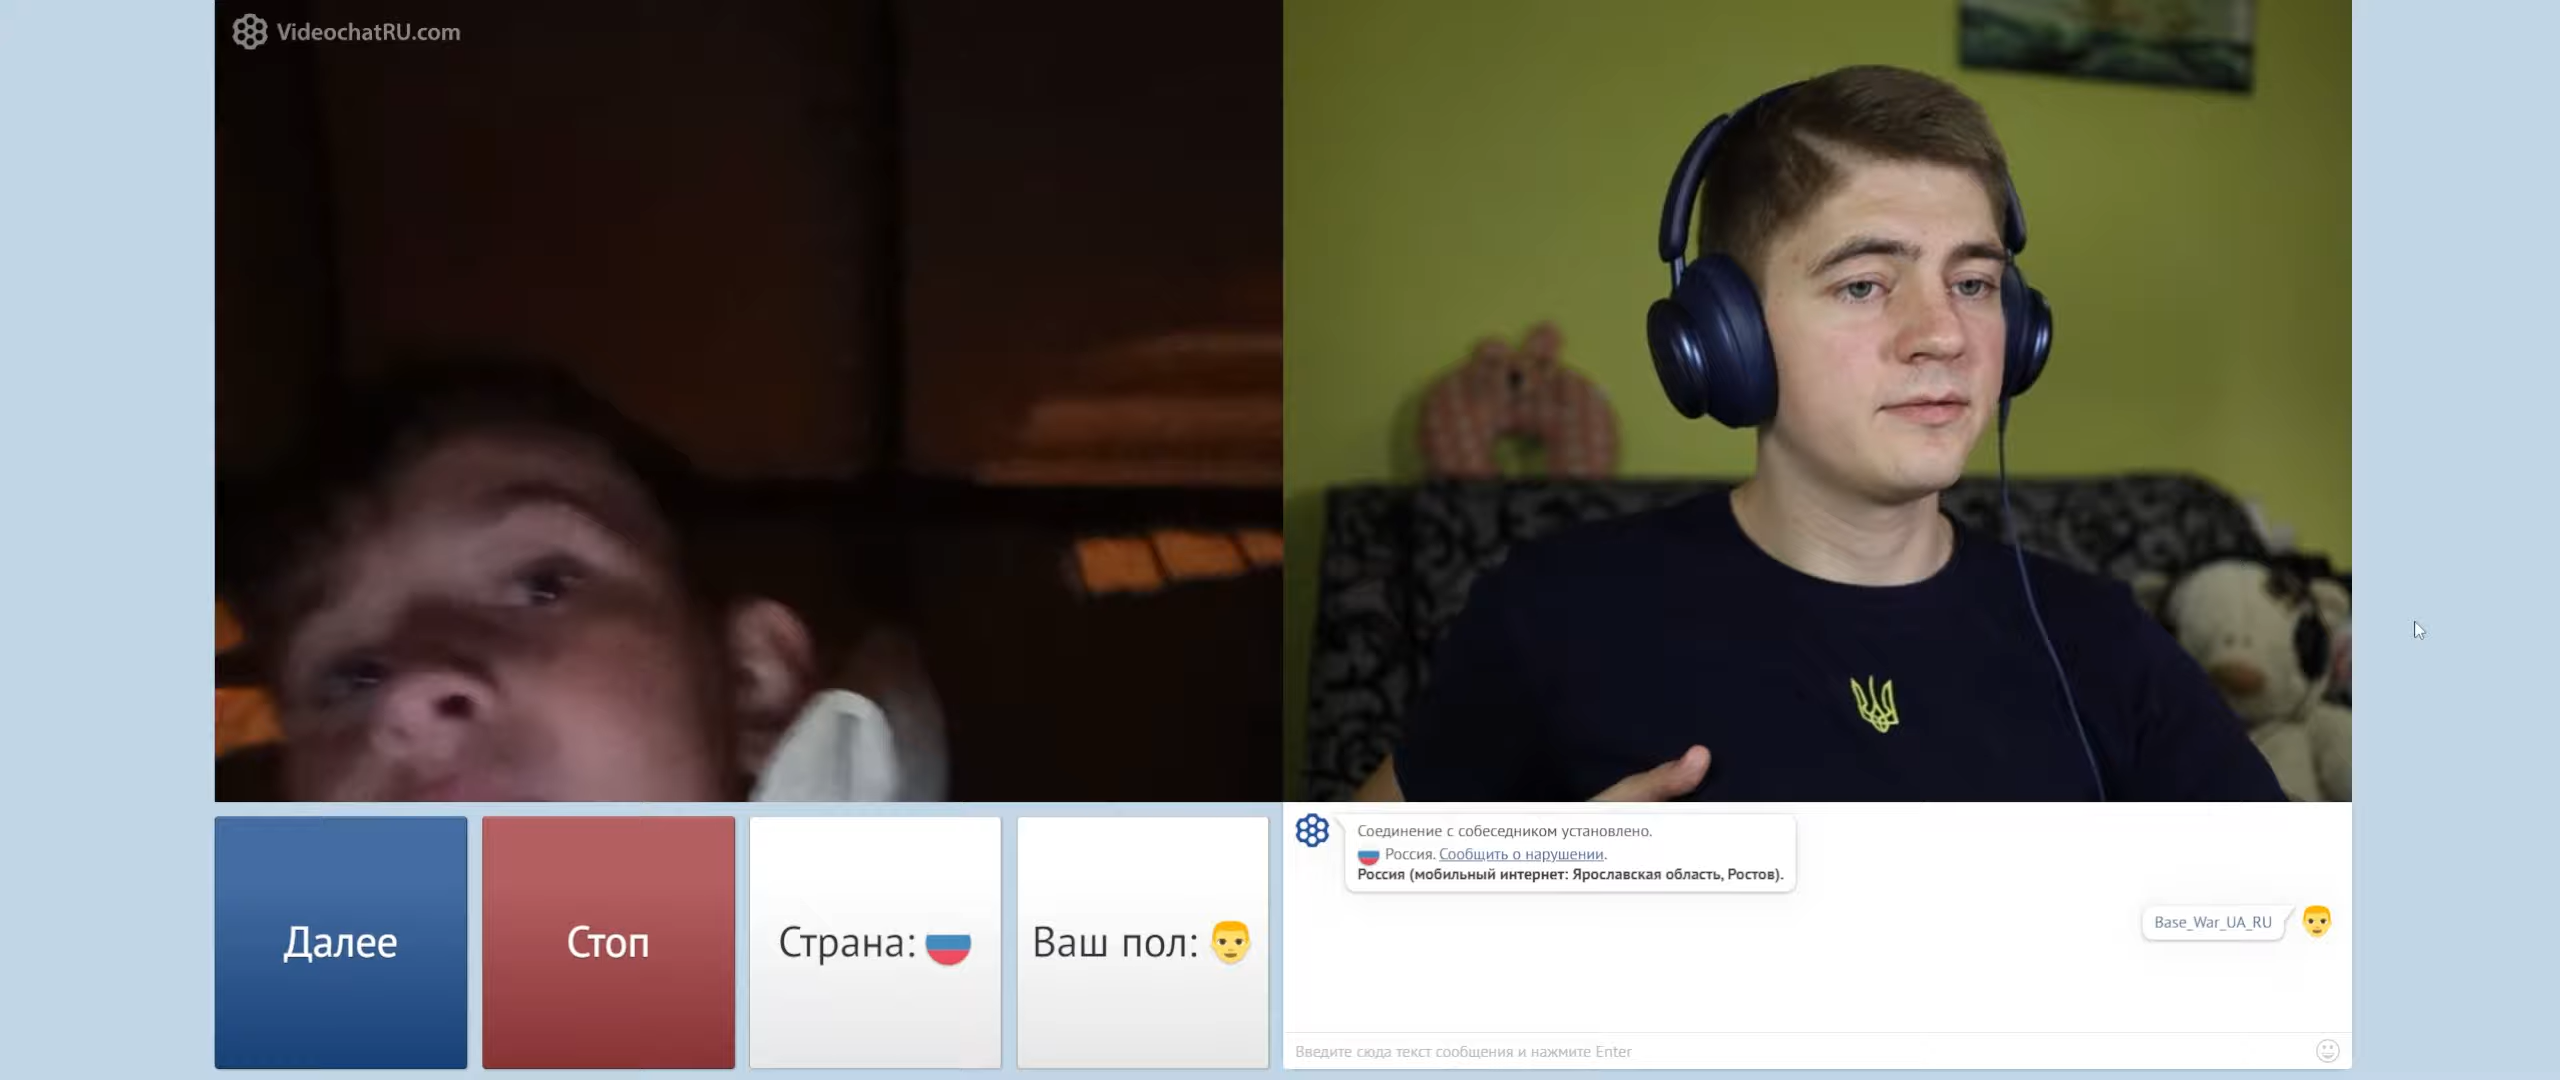 VideochatRU.com
Далее
Стоп
Страна:
Ваш пол:
Соединение с собеседником установлено.
Россия. Сообщить о нарушении.
Россия (мобильный интернет: Ярославская область, Ростов).
Base_War_UA_RU
Введите сюда текст сообщения и нажмите Enter